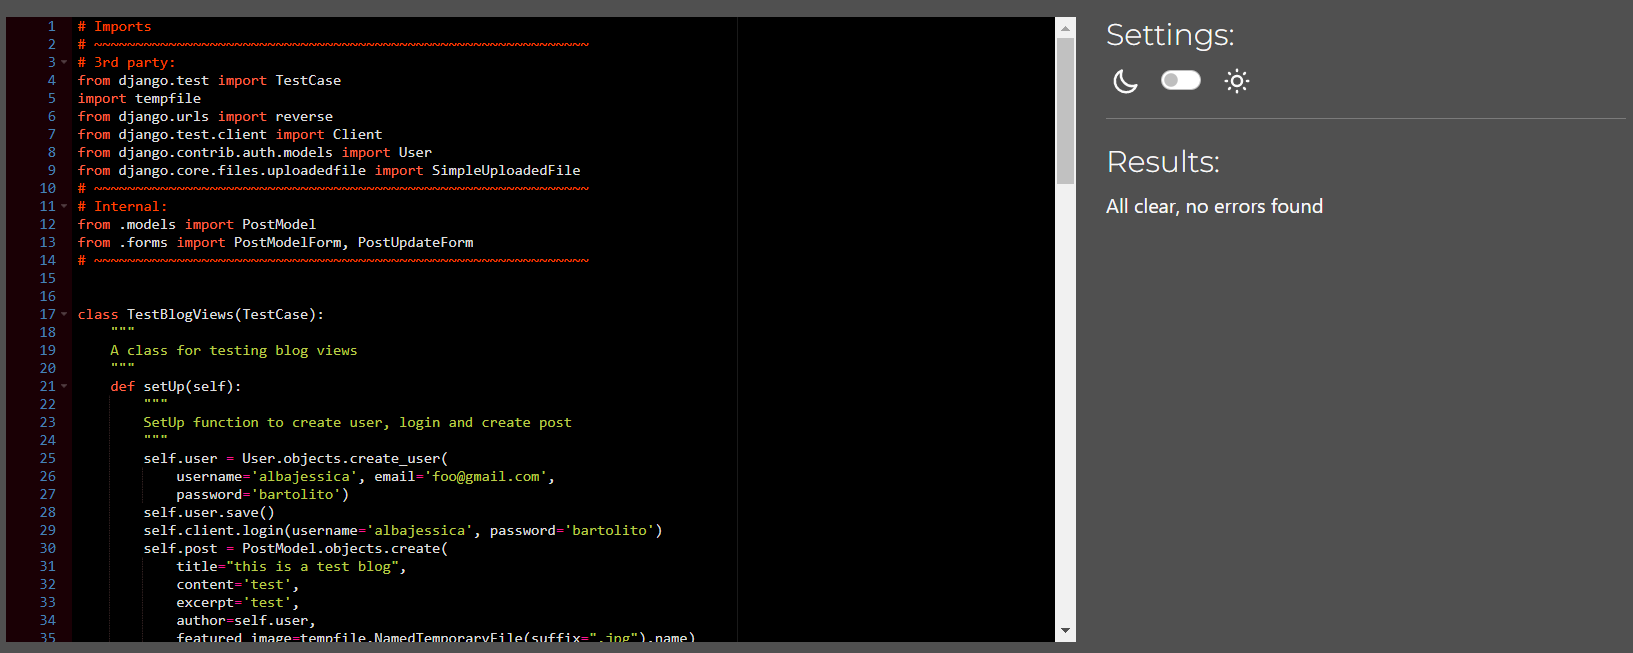 1 # Imports
2 # ~~~~~~~~~~~~~~~~~~~~~~~~~~~~~~~~~~~~~~~~~~~~~~~~~~~~~~~~~~~~
3 # 3rd party:
4 from django.test import TestCase
5 import tempfile
6 from django.urls import reverse
7 from django.test.client import Client
8 from django.contrib.auth.models import User
9 from django.core.files.uploadedfile import SimpleUploadedFile
10 # ~~~~~~~~~~~~~~~~~~~~~~~~~~~~~~~~~~~~~~~~~~~~~~~~~~~~~~~~~~~~
11 # Internal:
12 from .models import PostModel
13 from .forms import PostModelForm, PostUpdateForm
14 # ~~~~~~~~~~~~~~~~~~~~~~~~~~~~~~~~~~~~~~~~~~~~~~~~~~~~~~~~~~~~
15
16
17 class TestBlogViews(TestCase):
18     """
19     A class for testing blog views
20     """
21     def setUp(self):
22         """
23         SetUp function to create user, login and create post
24         """
25         self.user = User.objects.create_user(
26             username='albajessica', email='foo@gmail.com',
27             password='bartolito')
28         self.user.save()
29         self.client.login(username='albajessica', password='bartolito')
30         self.post = PostModel.objects.create(
31             title="this is a test blog",
32             content='test',
33             excerpt='test',
34             author=self.user,
35             featured_image=tempfile.NamedTemporaryFile(suffix=".jpg").name)
Settings:
Results:
All clear, no errors found